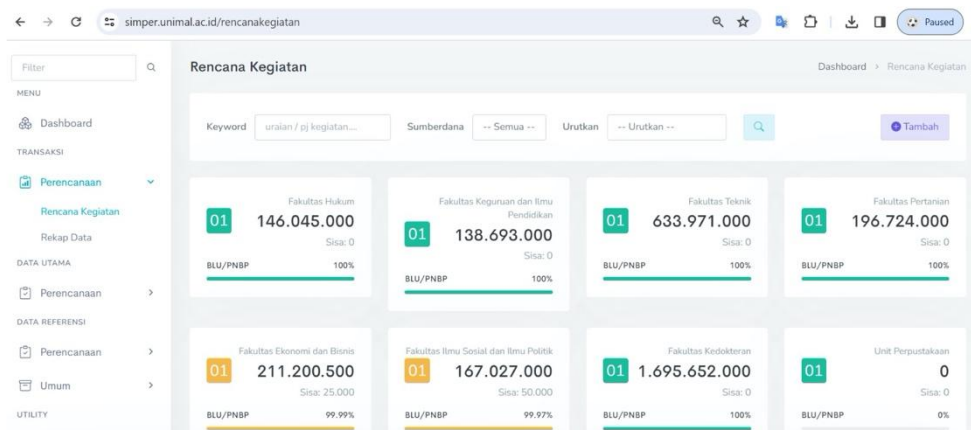 simper.unimal.ac.id/rencanakegiatan
Paused
Filter
MENU
Dashboard
TRANSAKSI
Perencanaan
Rencana Kegiatan
Rekap Data
DATA UTAMA
Perencanaan
DATA REFERENSI
Perencanaan
Umum
UTILITY
Rencana Kegiatan
Dashboard > Rencana Kegiatan
Keyword uraian / pj kegiatan... Sumberdana -- Semua -- Urutkan -- Urutkan -- Tambah
Fakultas Hukum
01 146.045.000
Sisa: 0
BLU/PNBP 100%
Fakultas Keguruan dan Ilmu
Pendidikan
01 138.693.000
Sisa: 0
BLU/PNBP 100%
Fakultas Teknik
01 633.971.000
Sisa: 0
BLU/PNBP 100%
Fakultas Pertanian
01 196.724.000
Sisa: 0
BLU/PNBP 100%
Fakultas Ekonomi dan Bisnis
01 211.200.500
Sisa: 25.000
BLU/PNBP 99.99%
Fakultas Ilmu Sosial dan Ilmu Politik
01 167.027.000
Sisa: 50.000
BLU/PNBP 99.97%
Fakultas Kedokteran
01 1.695.652.000
Sisa: 0
BLU/PNBP 100%
Unit Perpustakaan
01 0
Sisa: 0
BLU/PNBP 0%